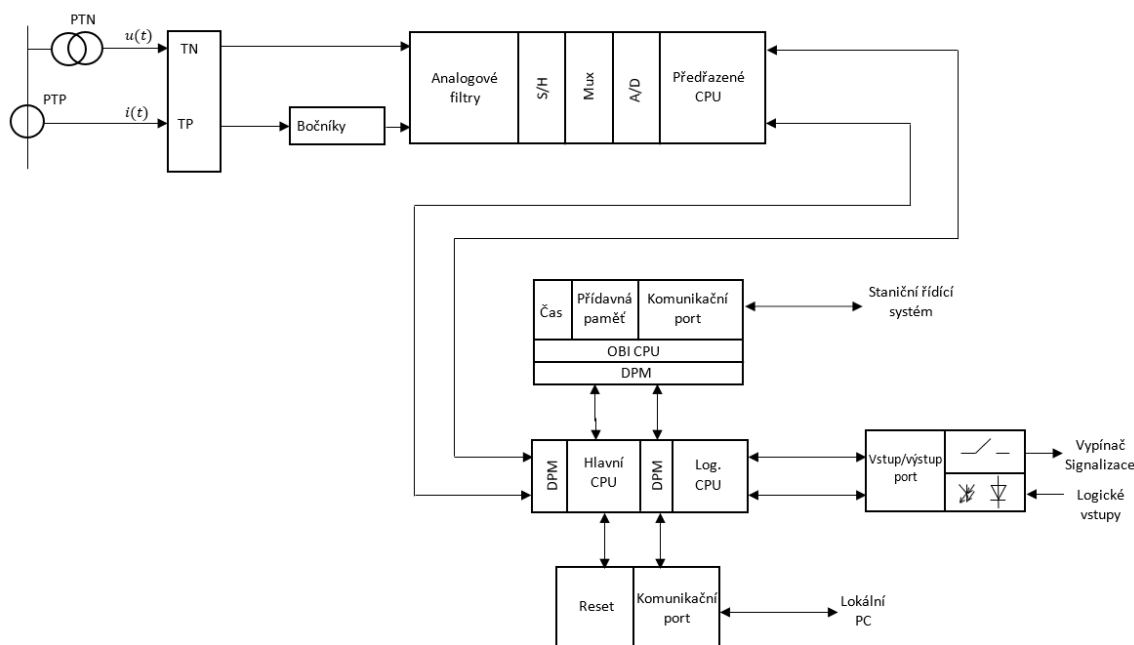 PTN
u(t)
TN
PTP
i(t)
TP
Bočníky
Analogové
filtry
S/H
Mux
A/D
Předřazené
CPU
Čas
Přídavná
paměť
Komunikační
port
Staniční řídící
systém
OBI CPU
DPM
DPM
Hlavní
CPU
DPM
Log.
CPU
Vstup/výstup
port
Vypínač
Signalizace
Logické
vstupy
Reset
Komunikační
port
Lokální
PC